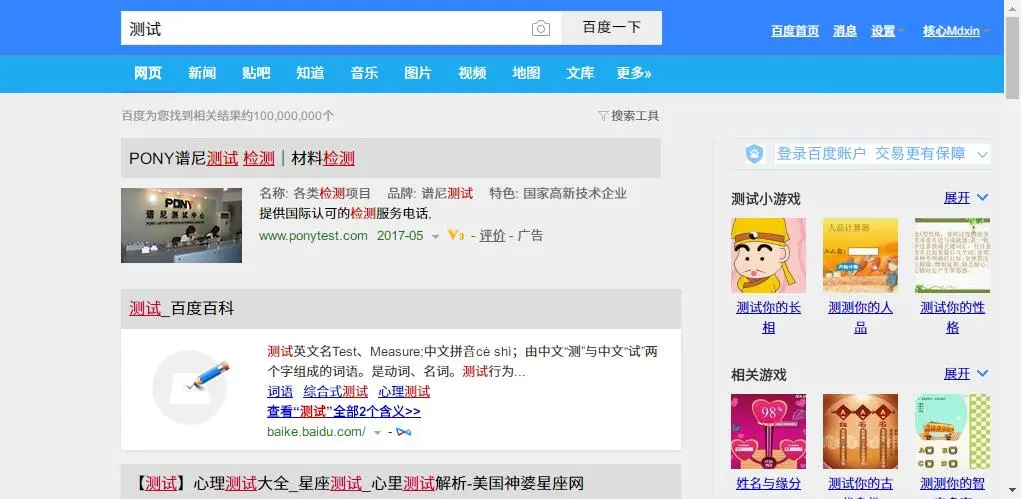 测试
百度一下
百度首页 消息 设置 核心Mdxin
网页 新闻 贴吧 知道 音乐 图片 视频 地图 文库 更多»
百度为您找到相关结果约100,000,000个
搜索工具
PONY谱尼测试 检测｜材料检测
PONY
谱尼测试中心
名称: 各类检测项目 品牌: 谱尼测试 特色: 国家高新技术企业
提供国际认可的检测服务电话,
www.ponytest.com 2017-05 V3 - 评价 - 广告
测试_百度百科
测试英文名Test、Measure;中文拼音cè shì；由中文“测”与中文“试”两
个字组成的词语。是动词、名词。测试行为...
词语 综合式测试 心理测试
查看“测试”全部2个含义>>
baike.baidu.com/ -
【测试】心理测试大全_星座测试_心里测试解析-美国神婆星座网
登录百度账户 交易更有保障
测试小游戏 展开
人品计算器
测试你的长
相
测测你的人
品
测试你的性
格
相关游戏 展开
98%
姓名与缘分
测试你的古
测测你的智